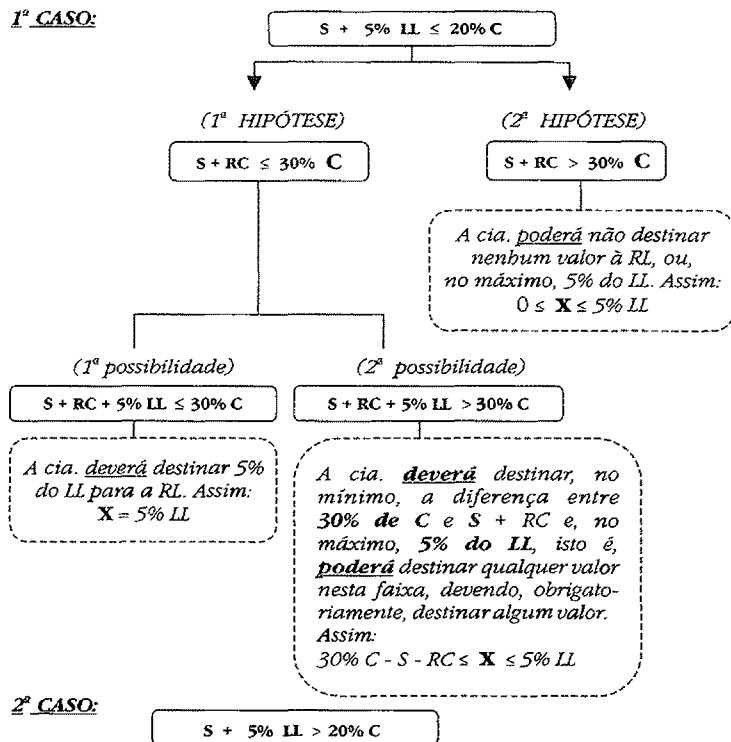 1ª CASO:
S + 5% LL ≤ 20% C
(1ª HIPÓTESE)
S + RC ≤ 30% C
(2ª HIPÓTESE)
S + RC > 30% C
A cia. poderá não destinar
nenhum valor à RL, ou,
no máximo, 5% do LL. Assim:
0 ≤ X ≤ 5% LL
(1ª possibilidade)
S + RC + 5% LL ≤ 30% C
A cia. deverá destinar 5%
do LL para a RL. Assim:
X = 5% LL
(2ª possibilidade)
S + RC + 5% LL > 30% C
A cia. deverá destinar, no
mínimo, a diferença entre
30% de C e S + RC e, no
máximo, 5% do LL, isto é,
poderá destinar qualquer valor
nesta faixa, devendo, obrigato-
riamente, destinar algum valor.
Assim:
30% C - S - RC ≤ X ≤ 5% LL
2ª CASO:
S + 5% LL > 20% C